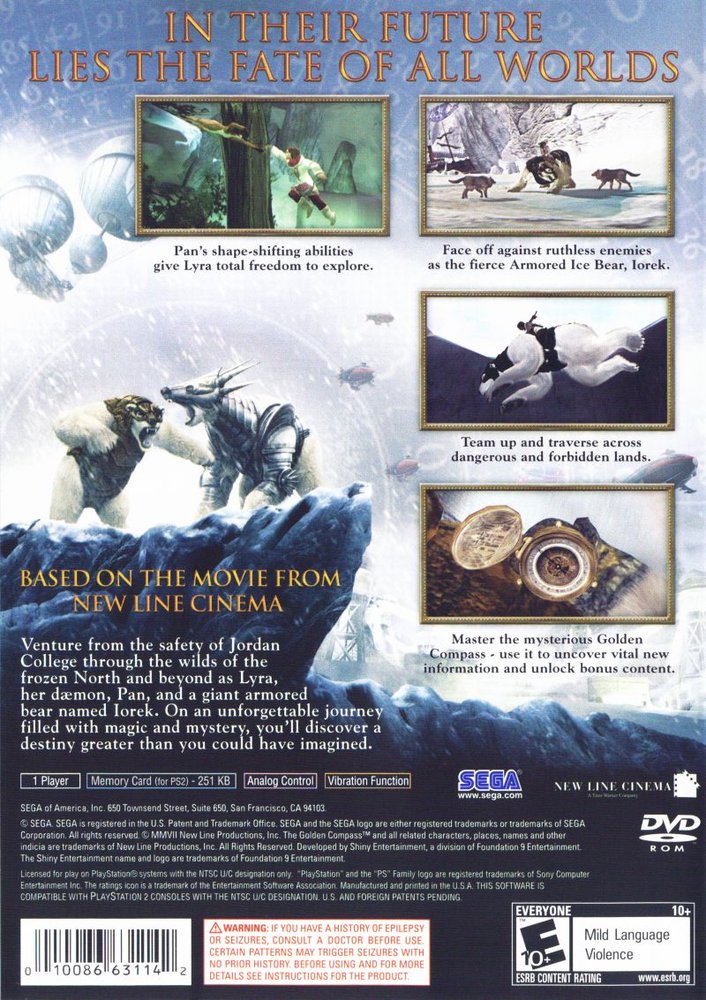 IN THEIR FUTURE
LIES THE FATE OF ALL WORLDS
Pan's shape-shifting abilities
give Lyra total freedom to explore.
Face off against ruthless enemies
as the fierce Armored Ice Bear, Iorek.
Team up and traverse across
dangerous and forbidden lands.
BASED ON THE MOVIE FROM
NEW LINE CINEMA
Master the mysterious Golden
Compass - use it to uncover vital new
information and unlock bonus content.
Venture from the safety of Jordan
College through the wilds of the
frozen North and beyond as Lyra,
her dæmon, Pan, and a giant armored
bear named Iorek. On an unforgettable journey
filled with magic and mystery, you'll discover a
destiny greater than you could have imagined.
1 Player
Memory Card (for PS2) - 251 KB
Analog Control
Vibration Function
SEGA
www.sega.com
NEW LINE CINEMA
A Time Warner Company
SEGA of America, Inc. 650 Townsend Street, Suite 650, San Francisco, CA 94103.
© SEGA. SEGA is registered in the U.S. Patent and Trademark Office. SEGA and the SEGA logo are either registered trademarks or trademarks of SEGA
Corporation. All rights reserved. © MMVII New Line Productions, Inc. The Golden Compass™ and all related characters, places, names and other
indicia are trademarks of New Line Productions, Inc. All Rights Reserved. Developed by Shiny Entertainment, a division of Foundation 9 Entertainment.
The Shiny Entertainment name and logo are registered trademarks of Foundation 9 Entertainment.
Licensed for play on PlayStation® systems with the NTSC U/C designation only. "PlayStation" and the "PS" Family logo are registered trademarks of Sony Computer
Entertainment Inc. The ratings icon is a trademark of the Entertainment Software Association. Manufactured and printed in the U.S.A. THIS SOFTWARE IS
COMPATIBLE WITH PLAYSTATION 2 CONSOLES WITH THE NTSC U/C DESIGNATION. U.S. AND FOREIGN PATENTS PENDING.
DVD
ROM
0 10086 63114 2
WARNING: IF YOU HAVE A HISTORY OF EPILEPSY
OR SEIZURES, CONSULT A DOCTOR BEFORE USE.
CERTAIN PATTERNS MAY TRIGGER SEIZURES WITH
NO PRIOR HISTORY. BEFORE USING AND FOR MORE
DETAILS SEE INSTRUCTIONS FOR THE PRODUCT.
EVERYONE 10+
E
10+
Mild Language
Violence
ESRB CONTENT RATING www.esrb.org